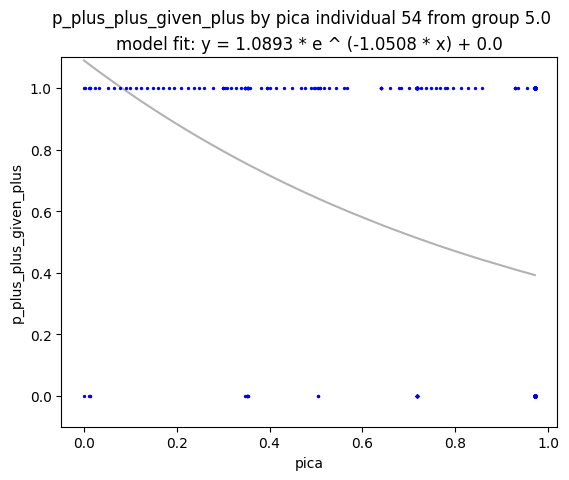 p_plus_plus_given_plus by pica individual 54 from group 5.0
model fit: y = 1.0893 * e ^ (-1.0508 * x) + 0.0
1.0
0.8
0.6
0.4
0.2
0.0
p_plus_plus_given_plus
0.0 0.2 0.4 0.6 0.8 1.0
pica